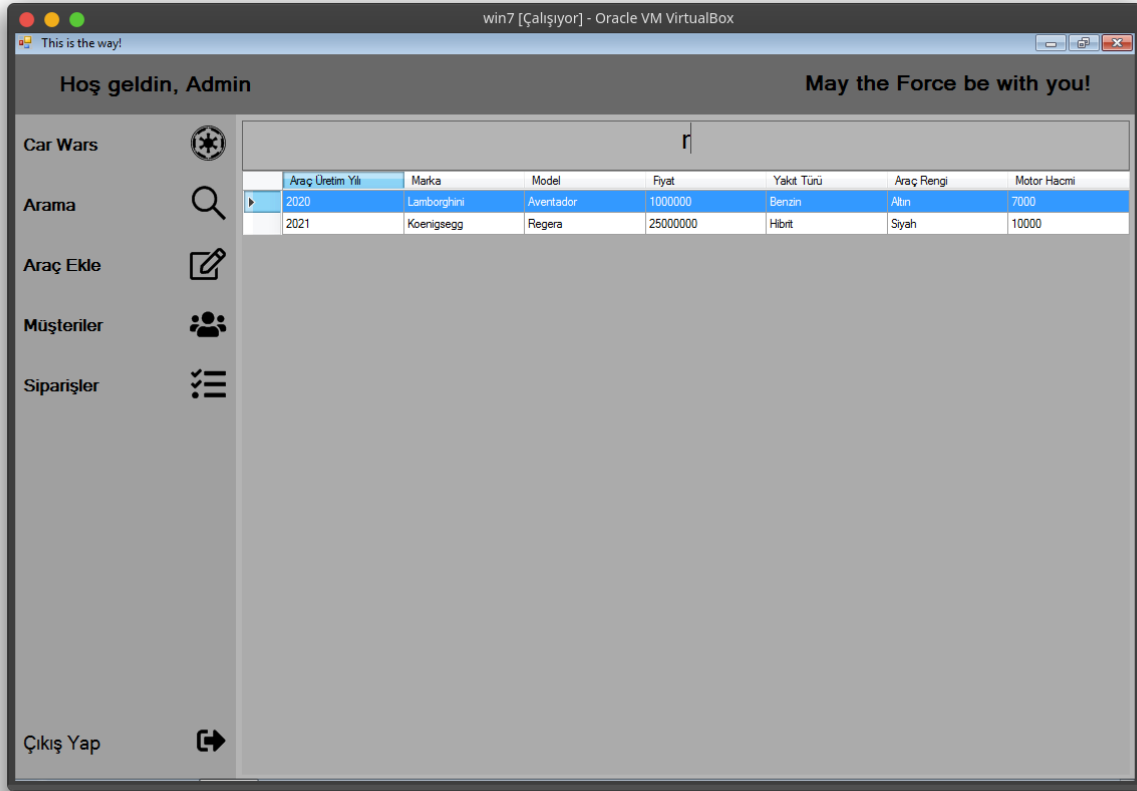 win7 [Çalışıyor] - Oracle VM VirtualBox
This is the way!
Hoş geldin, Admin May the Force be with you!
Car Wars
Arama
Araç Ekle
Müşteriler
Siparişler
Çıkış Yap
r
Araç Üretim Yılı Marka Model Fiyat Yakıt Türü Araç Rengi Motor Hacmi
2020 Lamborghini Aventador 1000000 Benzin Altın 7000
2021 Koenigsegg Regera 25000000 Hibrit Siyah 10000